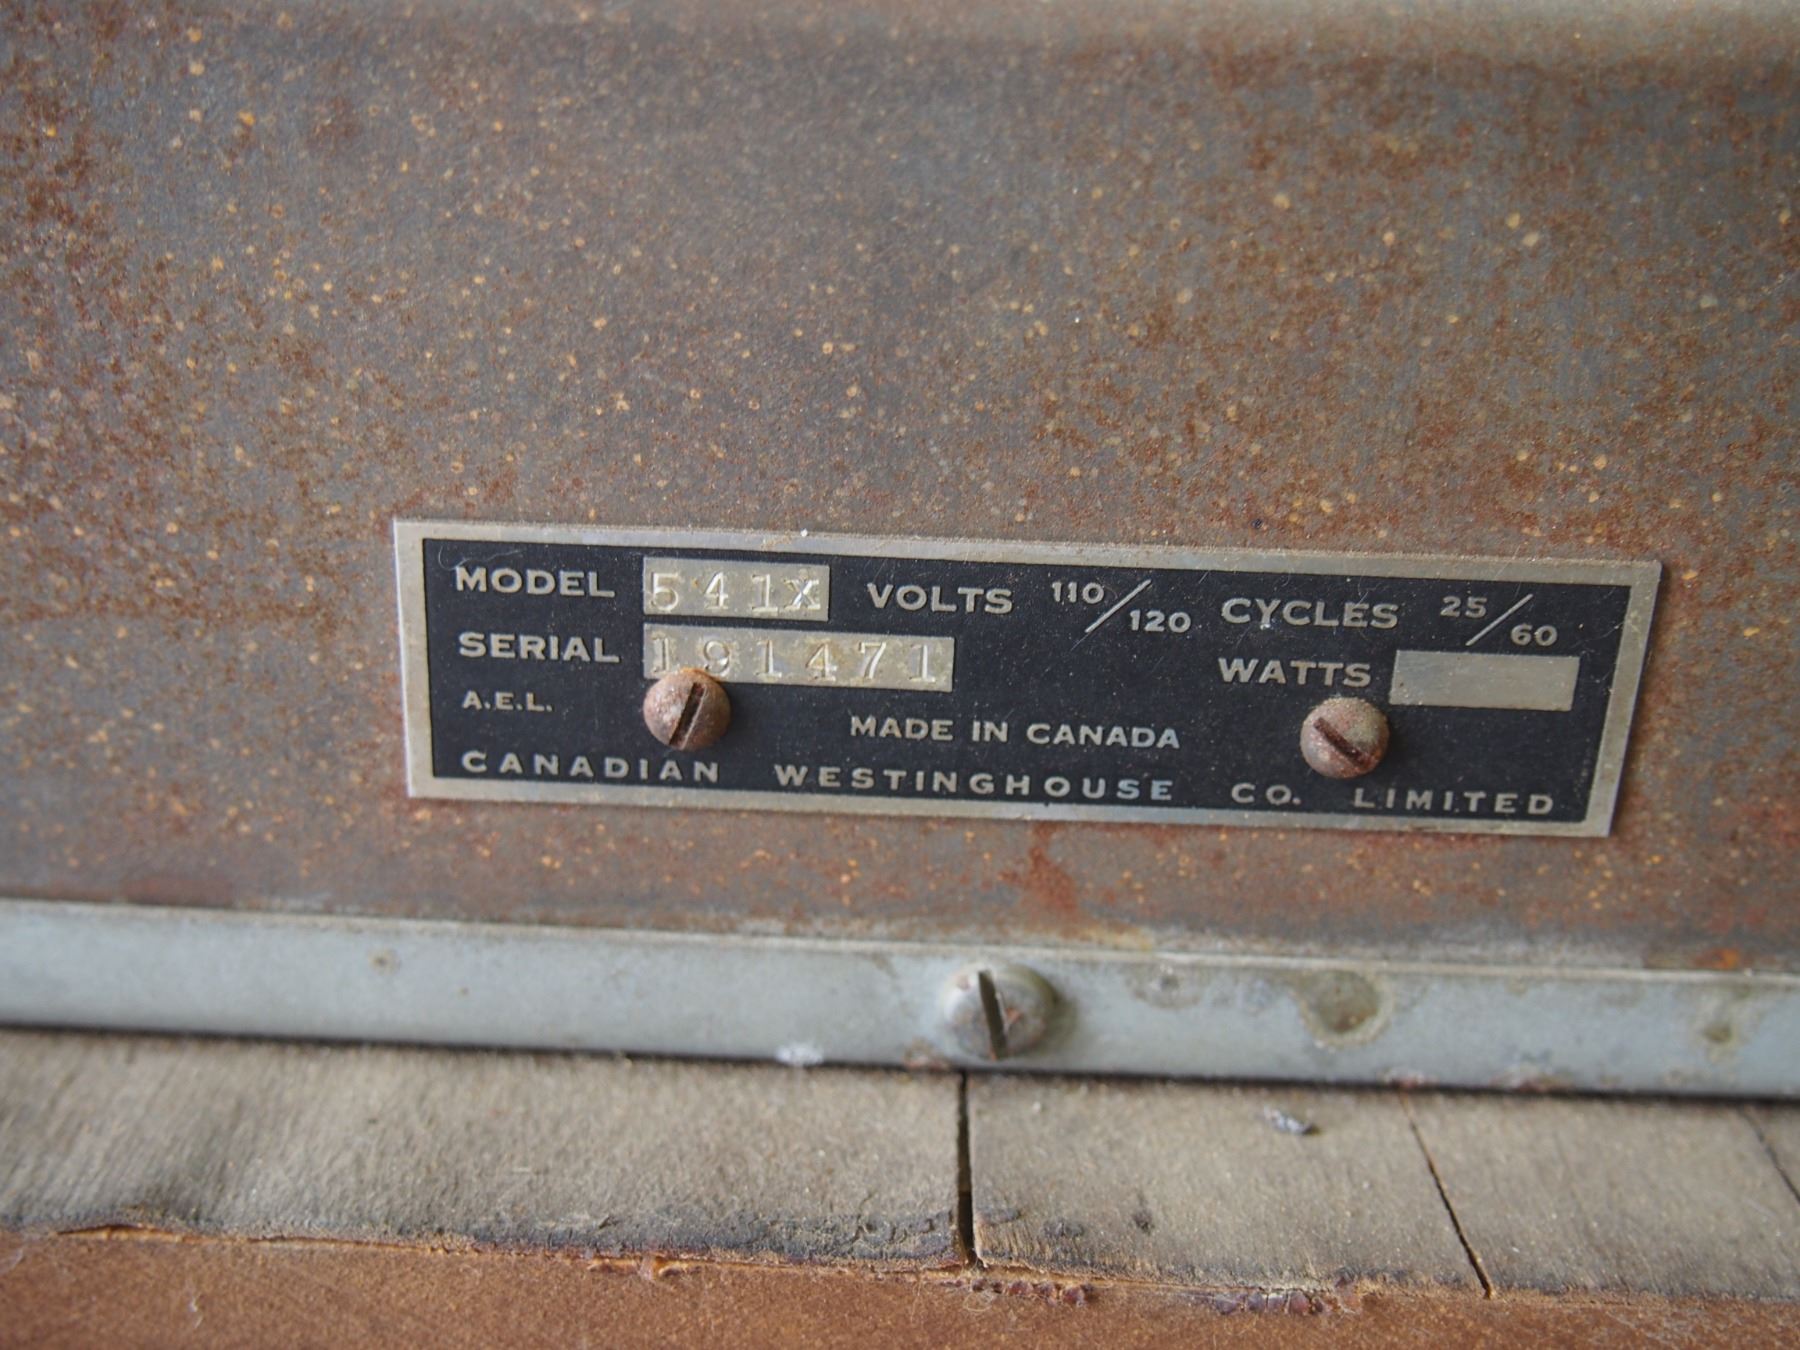 MODEL 541X VOLTS 110/120 CYCLES 25/60
SERIAL 191471 WATTS
A.E.L. MADE IN CANADA
CANADIAN WESTINGHOUSE CO. LIMITED